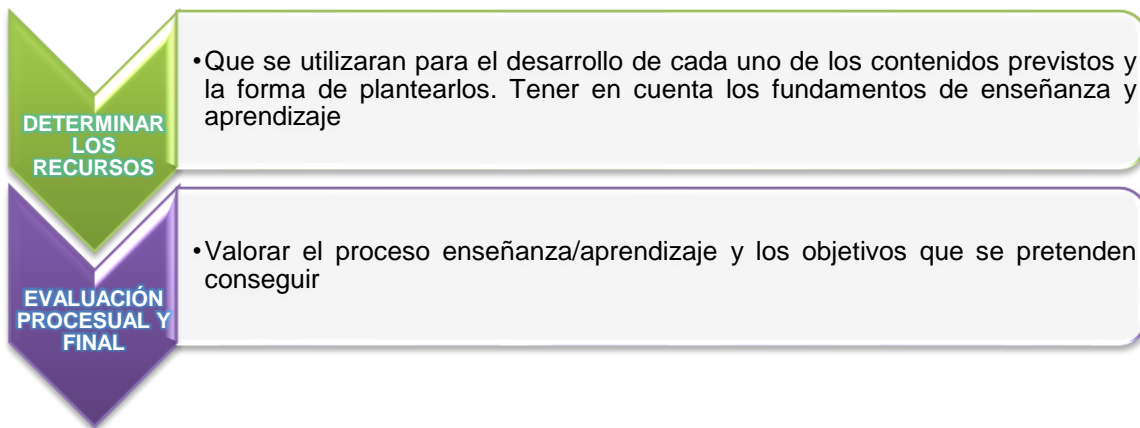 DETERMINAR
LOS
RECURSOS
•Que se utilizaran para el desarrollo de cada uno de los contenidos previstos y
la forma de plantearlos. Tener en cuenta los fundamentos de enseñanza y
aprendizaje
EVALUACIÓN
PROCESUAL Y
FINAL
•Valorar el proceso enseñanza/aprendizaje y los objetivos que se pretenden
conseguir